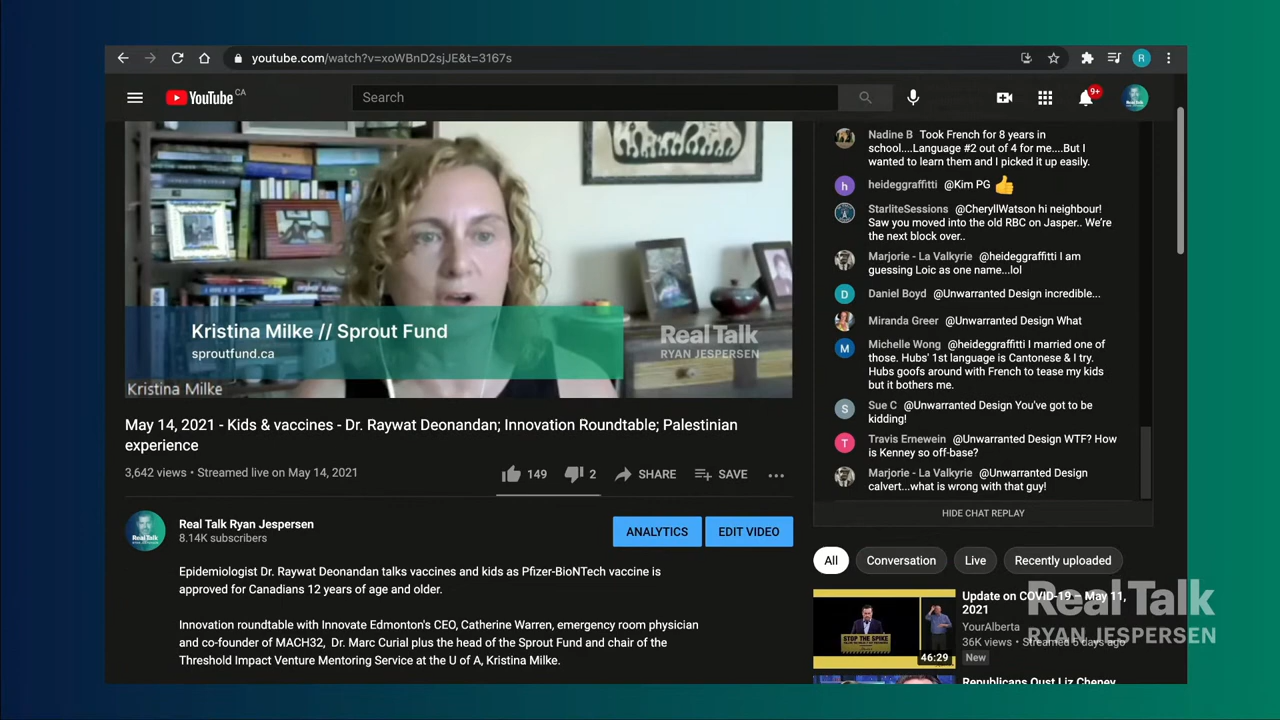 youtube.com/watch?v=xoWBnD2sjJE&t=3167s
R
YouTube CA
Search
9+
Kristina Milke // Sprout Fund
sproutfund.ca
Real Talk
RYAN JESPERSEN
Kristina Milke
May 14, 2021 - Kids & vaccines - Dr. Raywat Deonandan; Innovation Roundtable; Palestinian
experience
3,642 views • Streamed live on May 14, 2021
149
2
SHARE
SAVE
Real Talk Ryan Jespersen
8.14K subscribers
ANALYTICS
EDIT VIDEO
Epidemiologist Dr. Raywat Deonandan talks vaccines and kids as Pfizer-BioNTech vaccine is
approved for Canadians 12 years of age and older.
Innovation roundtable with Innovate Edmonton's CEO, Catherine Warren, emergency room physician
and co-founder of MACH32, Dr. Marc Curial plus the head of the Sprout Fund and chair of the
Threshold Impact Venture Mentoring Service at the U of A, Kristina Milke.
Nadine B Took French for 8 years in
school....Language #2 out of 4 for me....But I
wanted to learn them and I picked it up easily.
h
heideggraffitti @Kim PG 👍
StarliteSessions @CheryllWatson hi neighbour!
Saw you moved into the old RBC on Jasper.. We're
the next block over..
Marjorie - La Valkyrie @heideggraffitti I am
guessing Loic as one name...lol
D
Daniel Boyd @Unwarranted Design incredible...
Miranda Greer @Unwarranted Design What
M
Michelle Wong @heideggraffitti I married one of
those. Hubs' 1st language is Cantonese & I try.
Hubs goofs around with French to tease my kids
but it bothers me.
S
Sue C @Unwarranted Design You've got to be
kidding!
T
Travis Ernewein @Unwarranted Design WTF? How
is Kenney so off-base?
Marjorie - La Valkyrie @Unwarranted Design
calvert...what is wrong with that guy!
HIDE CHAT REPLAY
All
Conversation
Live
Recently uploaded
STOP THE SPIKE
46:29
Update on COVID-19 – May 11,
2021
YourAlberta
36K views • Streamed 5 days ago
New
Republicans Oust Liz Cheney
Real Talk
RYAN JESPERSEN